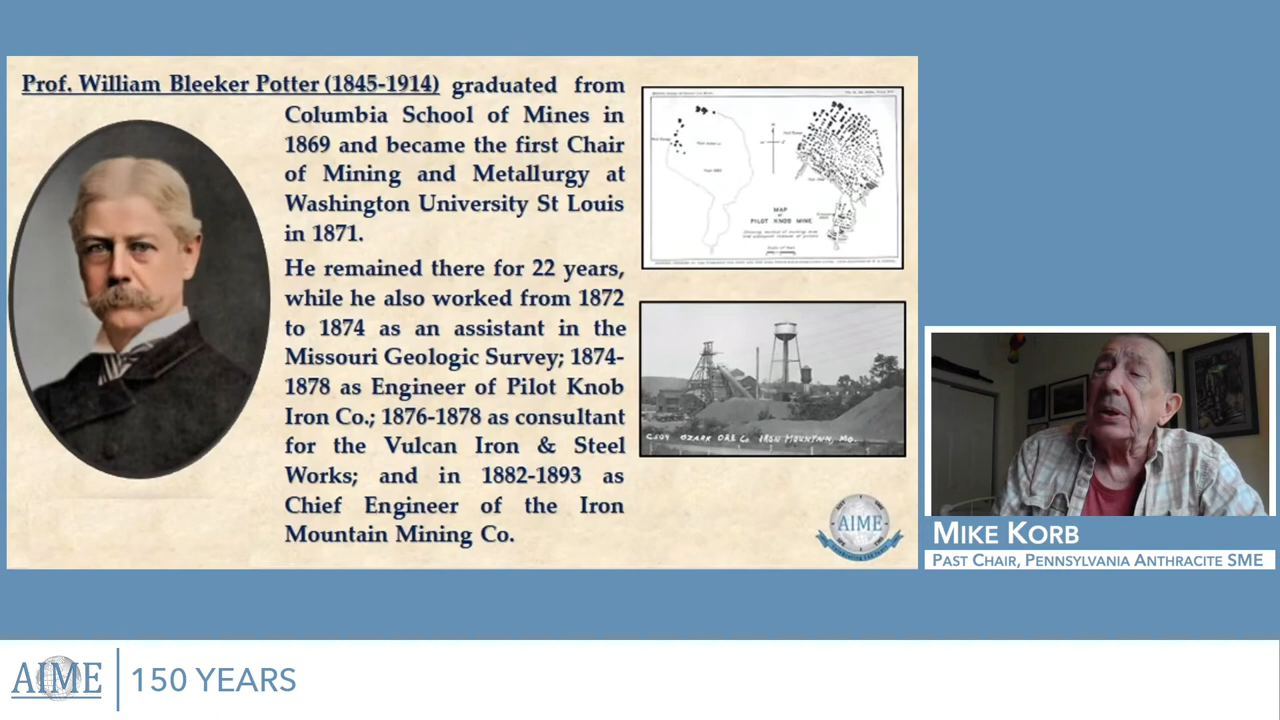 Prof. William Bleeker Potter (1845-1914) graduated from
Columbia School of Mines in
1869 and became the first Chair
of Mining and Metallurgy at
Washington University St Louis
in 1871.
He remained there for 22 years,
while he also worked from 1872
to 1874 as an assistant in the
Missouri Geologic Survey; 1874-
1878 as Engineer of Pilot Knob
Iron Co.; 1876-1878 as consultant
for the Vulcan Iron & Steel
Works; and in 1882-1893 as
Chief Engineer of the Iron
Mountain Mining Co.
MAP
OF
PILOT KNOB MINE
OZARK ORE CO IRON MOUNTAIN, MO.
AIME
MIKE KORB
PAST CHAIR, PENNSYLVANIA ANTHRACITE SME
AIME
150 YEARS